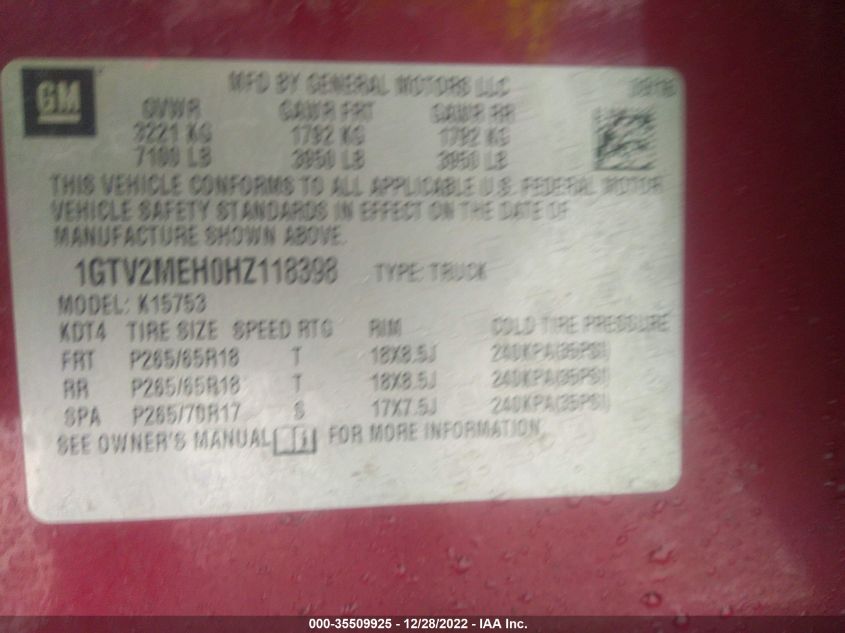 GM
MFD BY GENERAL MOTORS LLC
GVWR GAWR FRT GAWR RR
3221 KG 1792 KG 1792 KG
7100 LB 3950 LB 3950 LB
THIS VEHICLE CONFORMS TO ALL APPLICABLE U.S. FEDERAL MOTOR
VEHICLE SAFETY STANDARDS IN EFFECT ON THE DATE OF
MANUFACTURE SHOWN ABOVE.
1GTV2MEH0HZ118398 TYPE: TRUCK
MODEL: K15753
KDT4 TIRE SIZE SPEED RTG RIM COLD TIRE PRESSURE
FRT P265/65R18 T 18X8.5J 240KPA(35PSI)
RR P265/65R18 T 18X8.5J 240KPA(35PSI)
SPA P265/70R17 S 17X7.5J 240KPA(35PSI)
SEE OWNER'S MANUAL FOR MORE INFORMATION.
000-35509925 - 12/28/2022 - IAA Inc.